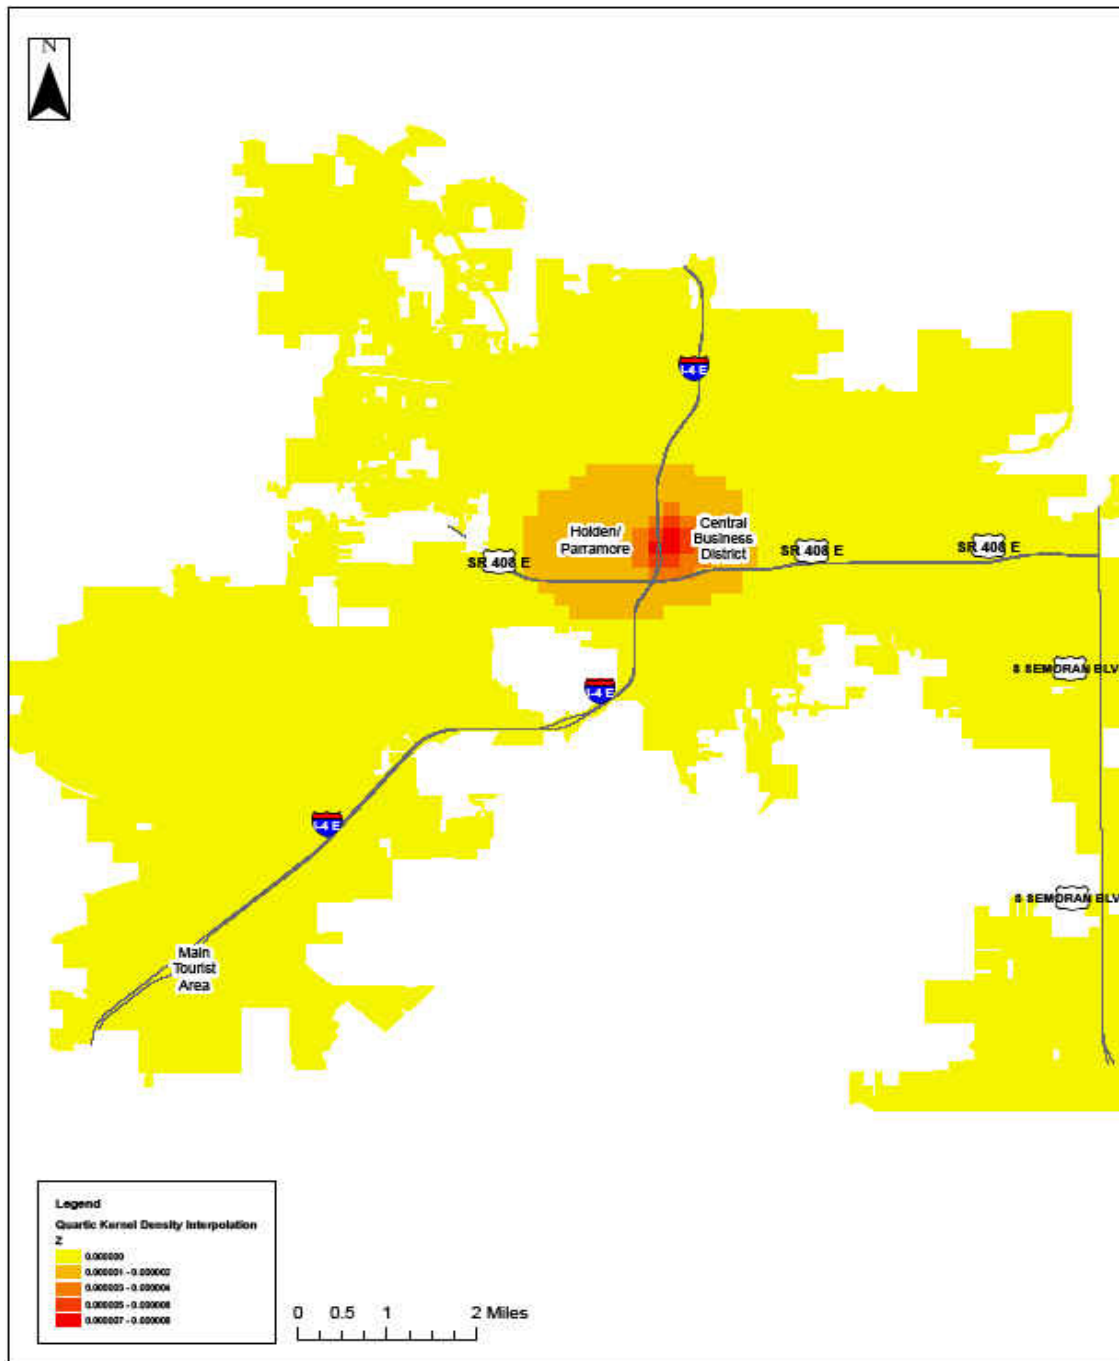 N
I-4 E
Holden/
Parramore
Central
Business
District
SR 408 E
SR 408 E
SR 408 E
S SEMORAN BLV
I-4 E
I-4 E
S SEMORAN BLV
Main
Tourist
Area
Legend
Quartic Kernel Density Interpolation
Z
0.000000
0.000001 - 0.000002
0.000003 - 0.000004
0.000005 - 0.000006
0.000007 - 0.000008
0 0.5 1 2 Miles